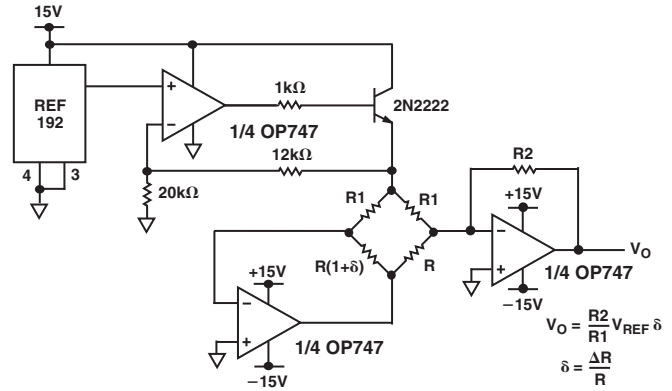 15V
REF
192
4
3
1kΩ
2N2222
1/4 OP747
12kΩ
20kΩ
R1
R1
R(1+δ)
R
R2
+15V
−15V
1/4 OP747
VO
+15V
−15V
1/4 OP747
VO = R2/R1 VREF δ
δ = ΔR/R